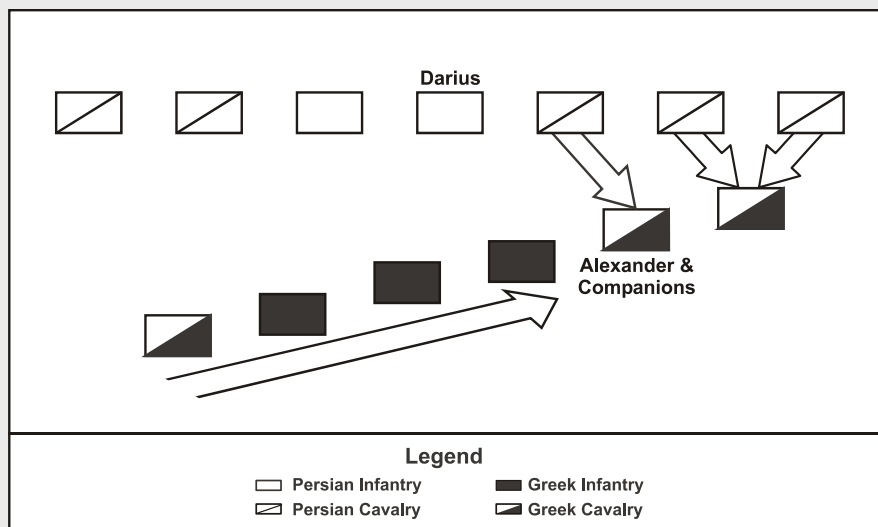 Darius
Alexander &
Companions
Legend
Persian Infantry
Greek Infantry
Persian Cavalry
Greek Cavalry